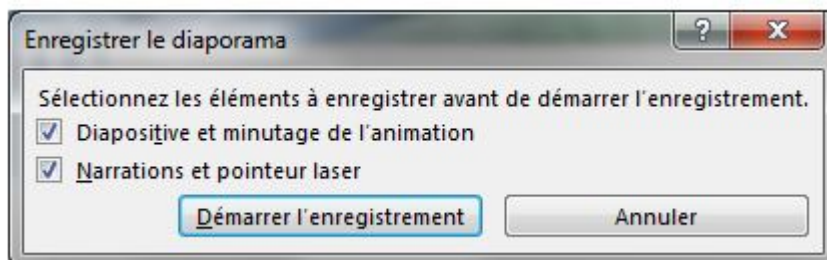 Enregistrer le diaporama
?
Sélectionnez les éléments à enregistrer avant de démarrer l'enregistrement.
Diapositive et minutage de l'animation
Narrations et pointeur laser
Démarrer l'enregistrement Annuler